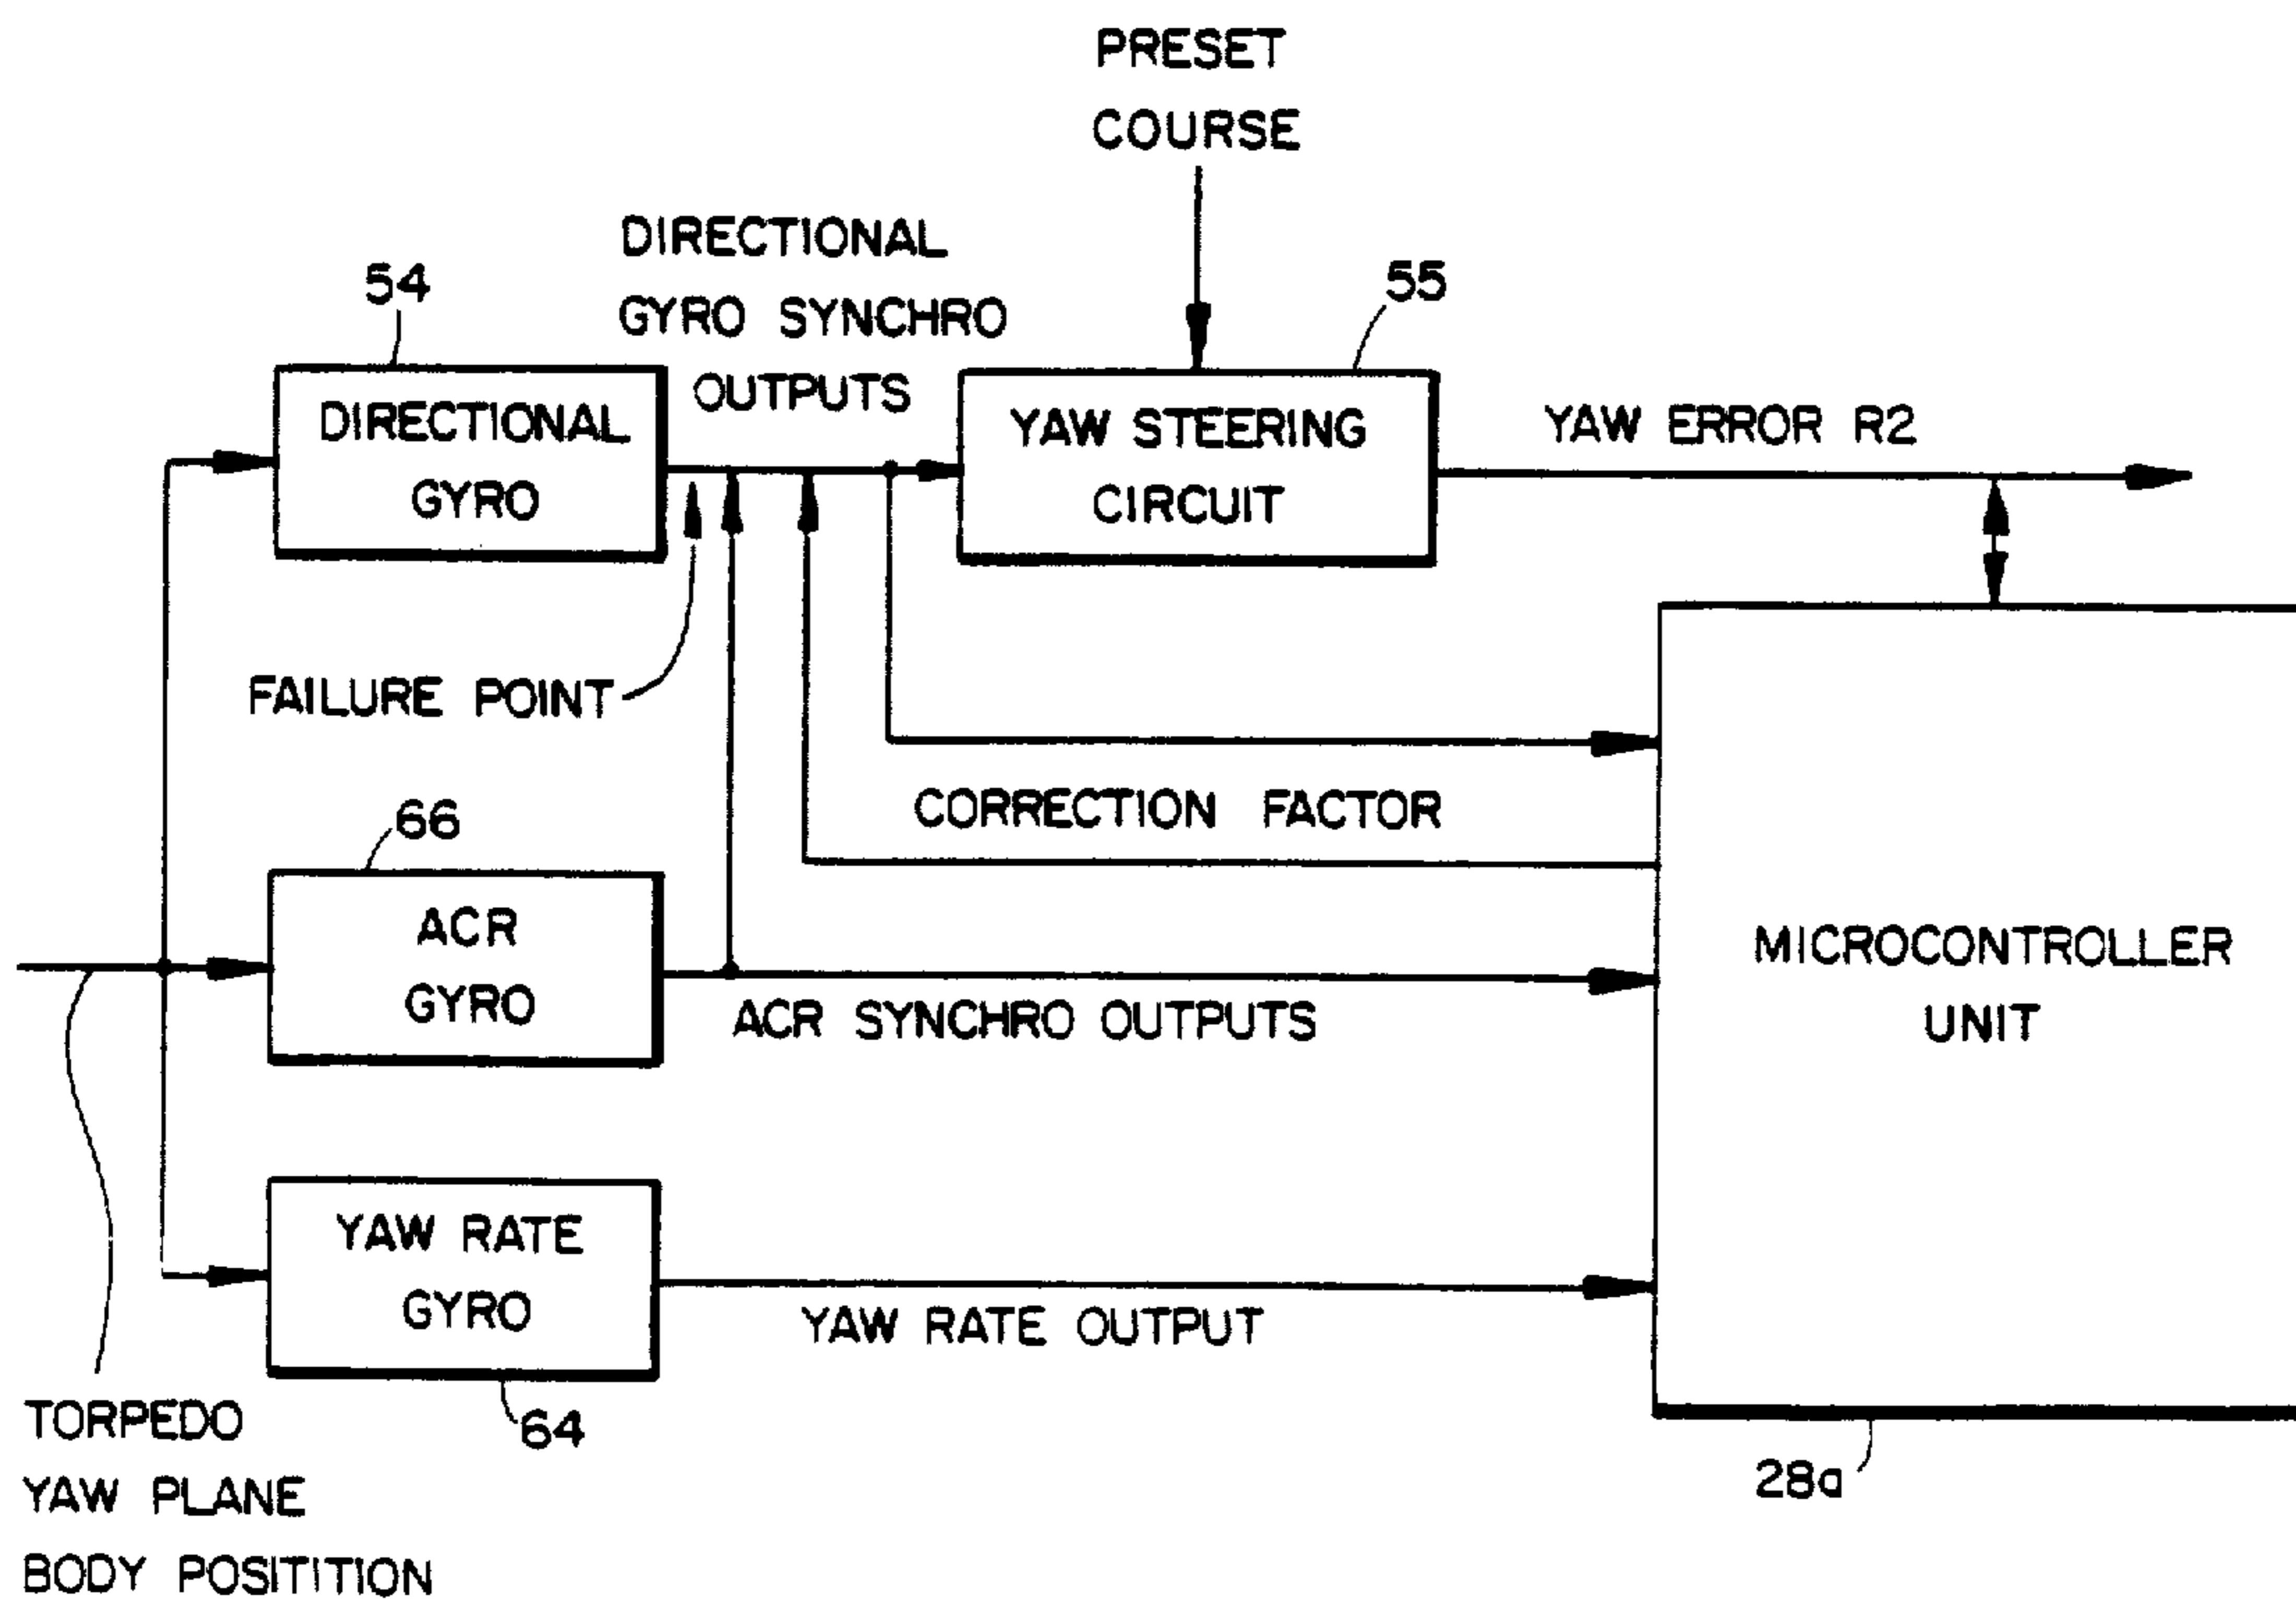 PRESET
COURSE
DIRECTIONAL
GYRO SYNCHRO
OUTPUTS
54
55
DIRECTIONAL
GYRO
YAW STEERING
CIRCUIT
YAW ERROR R2
FAILURE POINT
CORRECTION FACTOR
66
ACR
GYRO
ACR SYNCHRO OUTPUTS
MICROCONTROLLER
UNIT
YAW RATE
GYRO
YAW RATE OUTPUT
64
28a
TORPEDO
YAW PLANE
BODY POSITITION